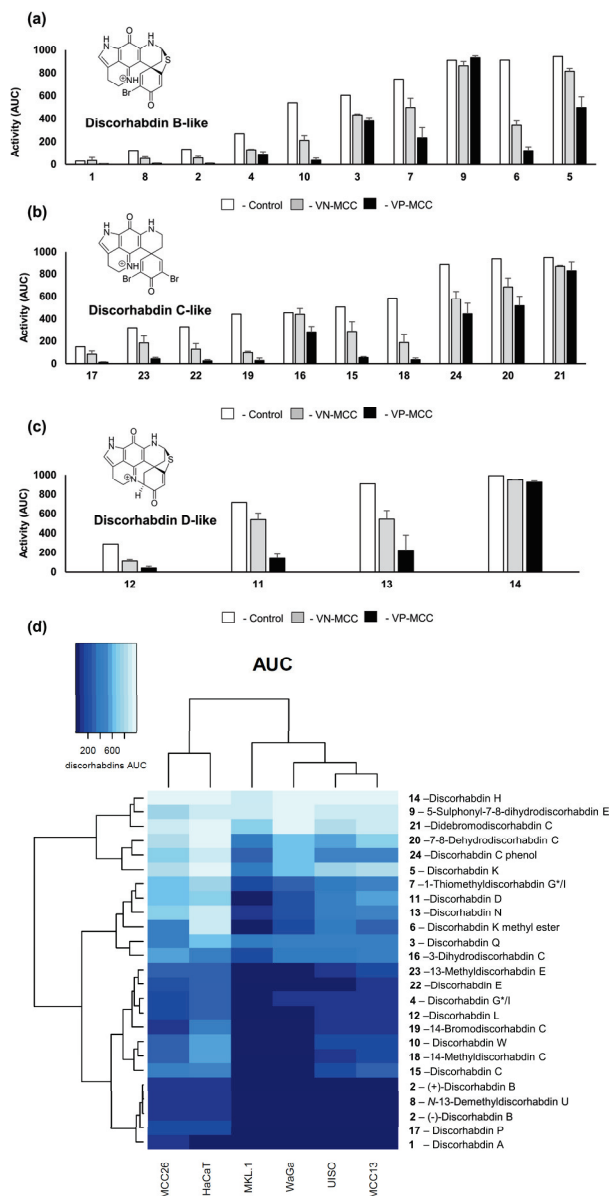 (a)
1000
800
600
400
200
0
Activity (AUC)
O
H
N
H
N
S
NH
Br
O
Discorhabdin B-like
1 8 2 4 10 3 7 9 6 5
- Control - VN-MCC - VP-MCC
(b)
1000
800
600
400
200
0
Activity (AUC)
O
H
N
H
N
NH
Br
Br
O
Discorhabdin C-like
17 23 22 19 16 15 18 24 20 21
- Control - VN-MCC - VP-MCC
(c)
1000
800
600
400
200
0
Activity (AUC)
O
H
N
H
N
S
N
H
O
Discorhabdin D-like
12 11 13 14
- Control - VN-MCC - VP-MCC
(d)
AUC
200 600
discorhabdins AUC
14 –Discorhabdin H
9 – 5-Sulphonyl-7-8-dihydrodiscorhabdin E
21 –Didebromodiscorhabdin C
20 –7-8-Dehydrodiscorhabdin C
24 –Discorhabdin C phenol
5 – Discorhabdin K
7 –1-Thiomethyldiscorhabdin G*/I
11 – Discorhabdin D
13 – Discorhabdin N
6 – Discorhabdin K methyl ester
3 – Discorhabdin Q
16 –3-Dihydrodiscorhabdin C
23 –13-Methyldiscorhabdin E
22 –Discorhabdin E
4 – Discorhabdin G*/I
12 –Discorhabdin L
19 –14-Bromodiscorhabdin C
10 – Discorhabdin W
18 –14-Methyldiscorhabdin C
15 –Discorhabdin C
2 – (+)-Discorhabdin B
8 – N-13-Demethyldiscorhabdin U
2 – (-)-Discorhabdin B
17 – Discorhabdin P
1 – Discorhabdin A
MCC26 HaCaT MKL.1 WaGa UISO MCC13